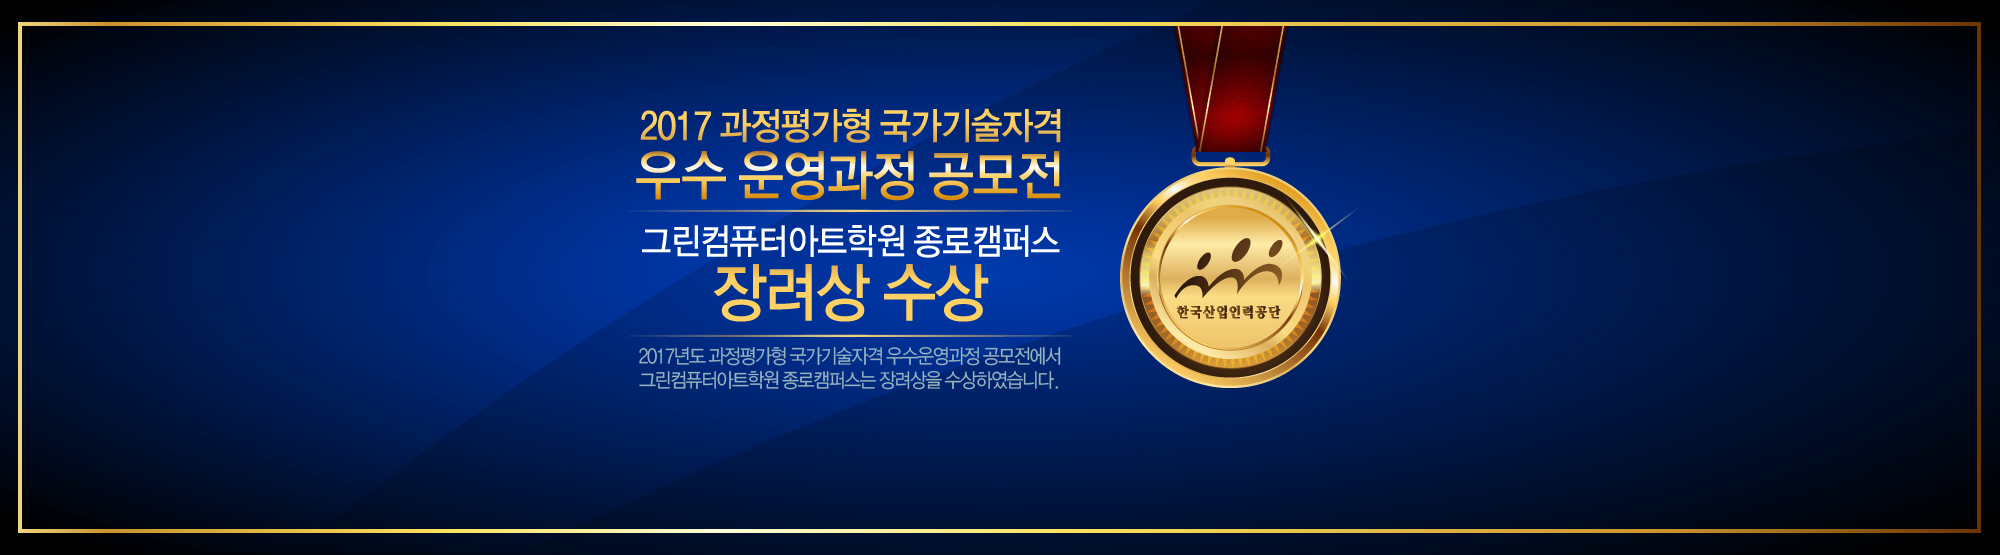 2017 과정평가형 국가기술자격
우수 운영과정 공모전
그린컴퓨터아트학원 종로캠퍼스
장려상 수상
2017년도 과정평가형 국가기술자격 우수운영과정 공모전에서
그린컴퓨터아트학원 종로캠퍼스는 장려상을 수상하였습니다.
한국산업인력공단